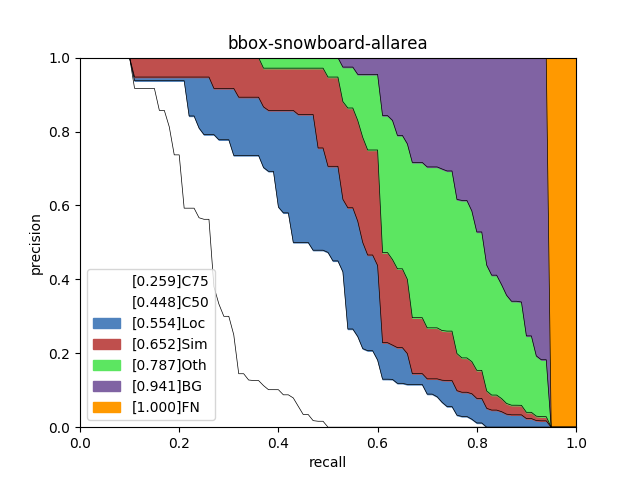 bbox-snowboard-allarea
precision
1.0
0.8
0.6
0.4
0.2
0.0
[0.259]C75
[0.448]C50
[0.554]Loc
[0.652]Sim
[0.787]Oth
[0.941]BG
[1.000]FN
0.0 0.2 0.4 0.6 0.8 1.0
recall